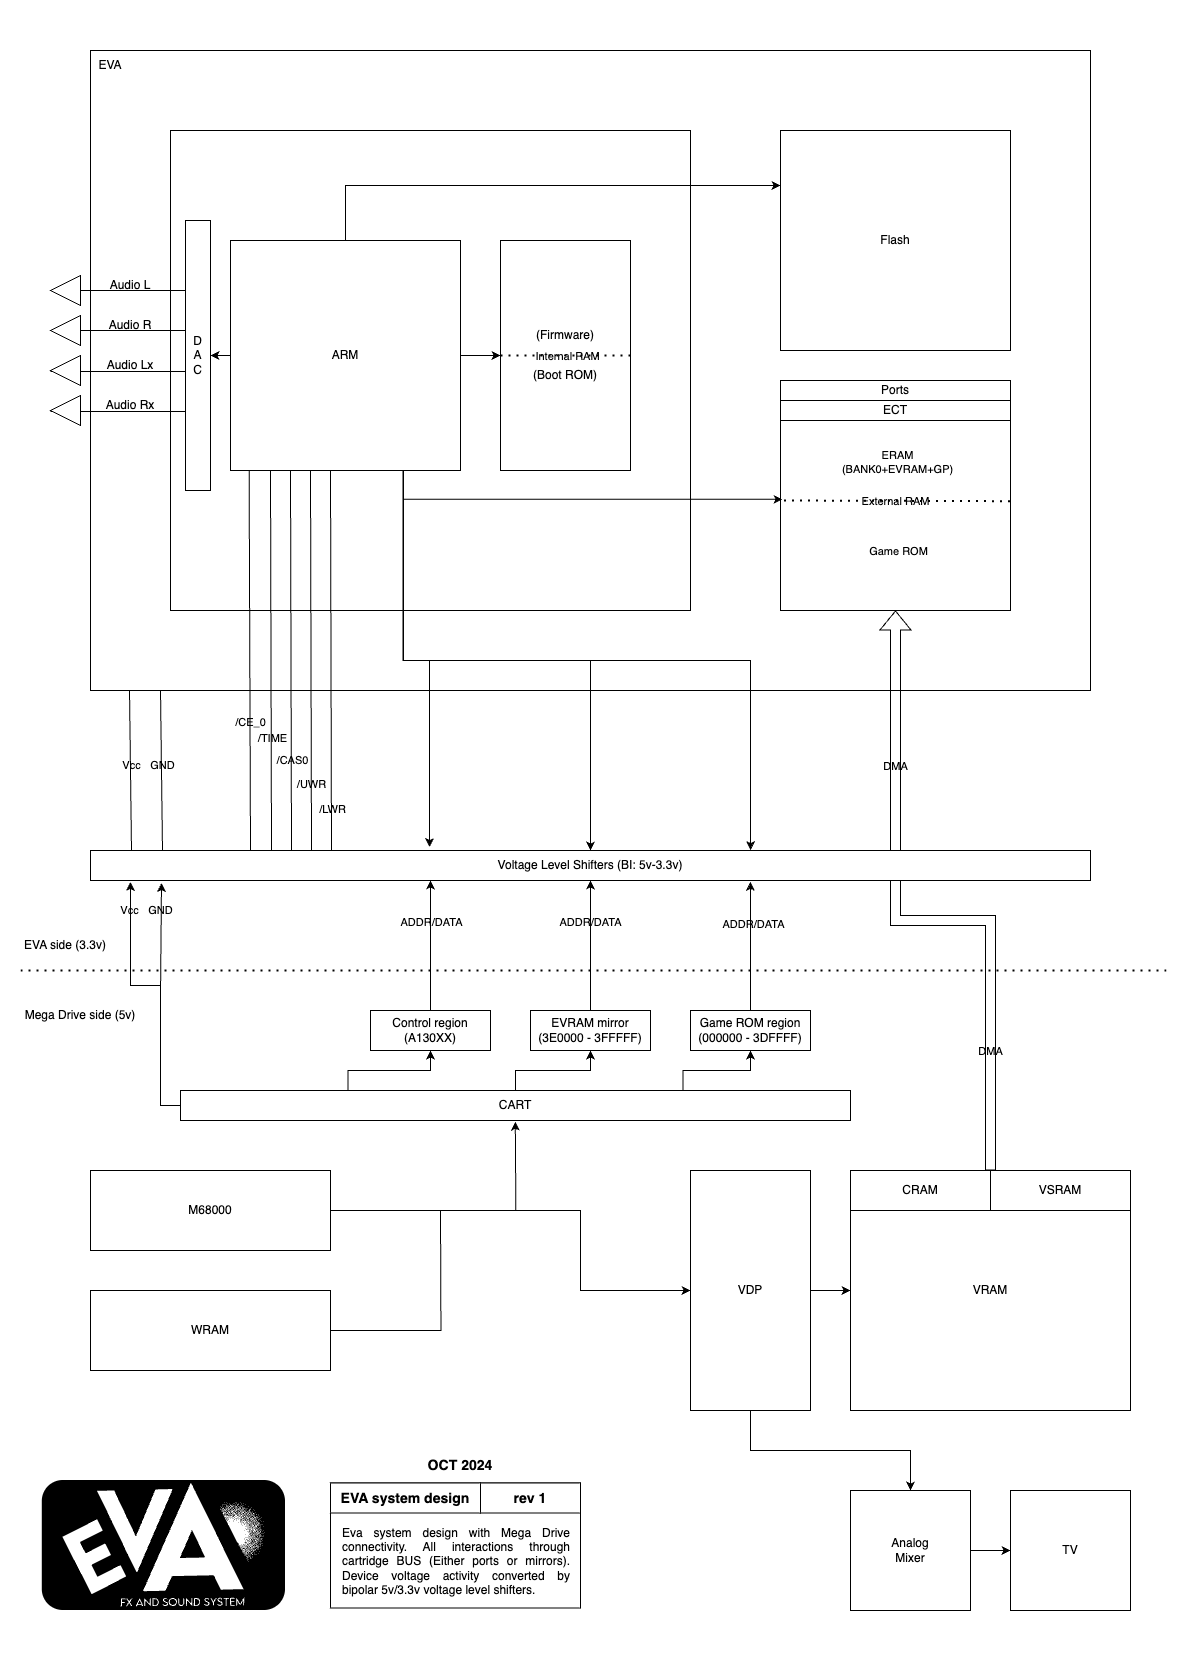 EVA
Flash
Audio L
Audio R
Audio Lx
Audio Rx
D
A
C
ARM
(Firmware)
Internal RAM
(Boot ROM)
Ports
ECT
ERAM
(BANK0+EVRAM+GP)
External RAM
Game ROM
/CE_0
/TIME
/CAS0
/UWR
/LWR
Vcc
GND
DMA
Voltage Level Shifters (BI: 5v-3.3v)
Vcc
GND
ADDR/DATA
ADDR/DATA
ADDR/DATA
EVA side (3.3v)
Mega Drive side (5v)
Control region
(A130XX)
EVRAM mirror
(3E0000 - 3FFFFF)
Game ROM region
(000000 - 3DFFFF)
DMA
CART
M68000
WRAM
VDP
CRAM
VSRAM
VRAM
OCT 2024
EVA system design
rev 1
Eva system design with Mega Drive
connectivity. All interactions through
cartridge BUS (Either ports or mirrors).
Device voltage activity converted by
bipolar 5v/3.3v voltage level shifters.
EVA
FX AND SOUND SYSTEM
Analog
Mixer
TV